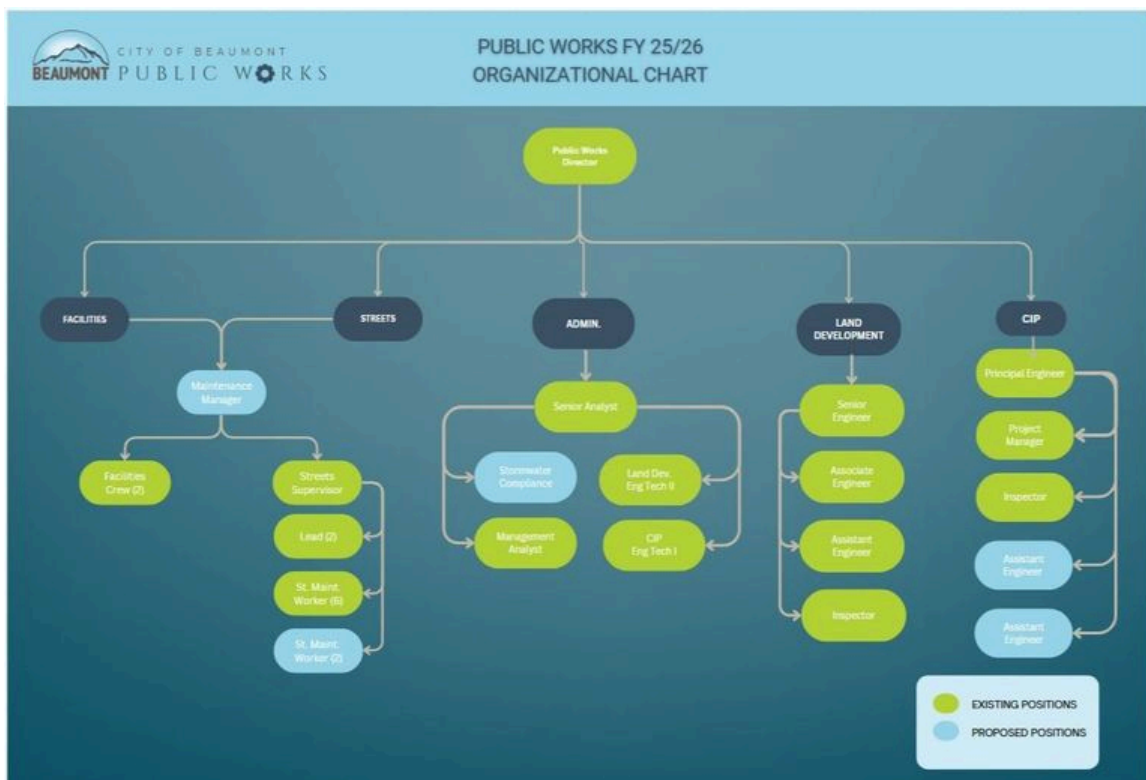 CITY OF BEAUMONT
BEAUMONT PUBLIC WORKS
PUBLIC WORKS FY 25/26
ORGANIZATIONAL CHART
Public Works
Director
FACILITIES
STREETS
ADMIN.
LAND
DEVELOPMENT
CIP
Maintenance
Manager
Facilities
Crew (2)
Streets
Supervisor
Lead (2)
St. Maint.
Worker (6)
St. Maint.
Worker (2)
Senior Analyst
Stormwater
Compliance
Management
Analyst
Land Dev.
Eng Tech II
CIP
Eng Tech I
Senior
Engineer
Associate
Engineer
Assistant
Engineer
Inspector
Principal Engineer
Project
Manager
Inspector
Assistant
Engineer
Assistant
Engineer
EXISTING POSITIONS
PROPOSED POSITIONS